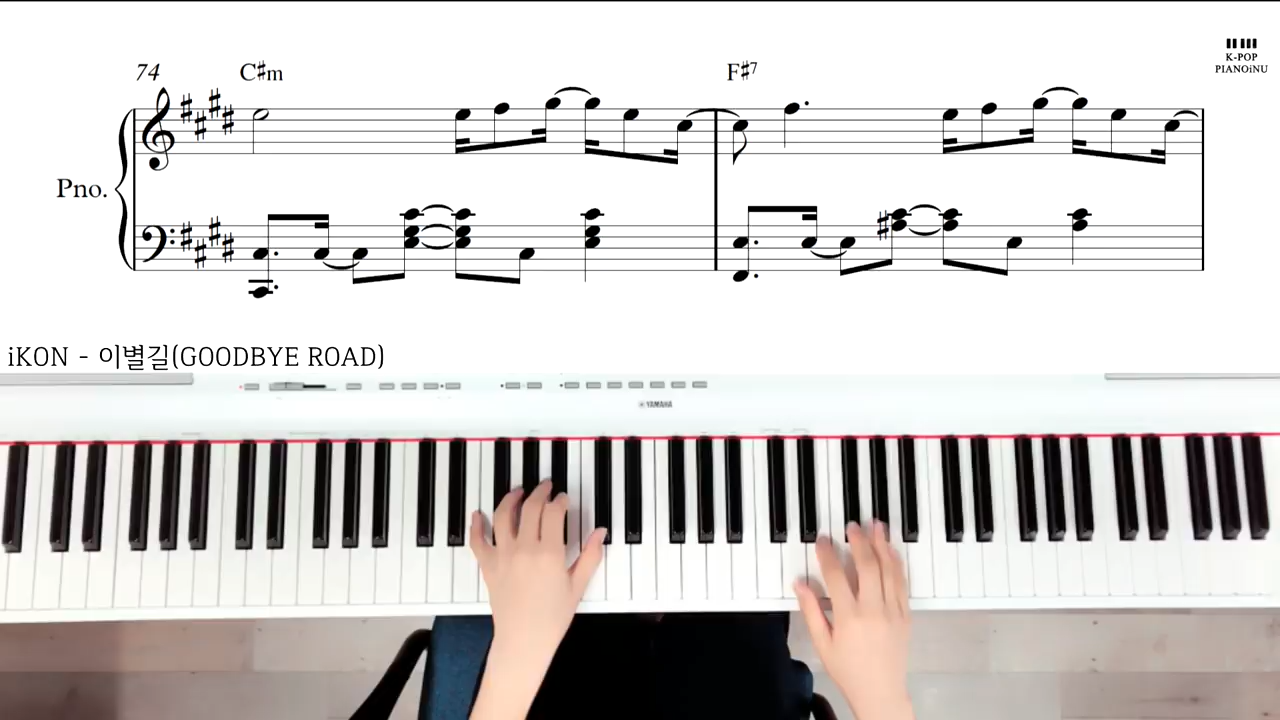 74
C#m
F#7
K-POP
PIANOiNU
Pno.
iKON - 이별길(GOODBYE ROAD)
YAMAHA